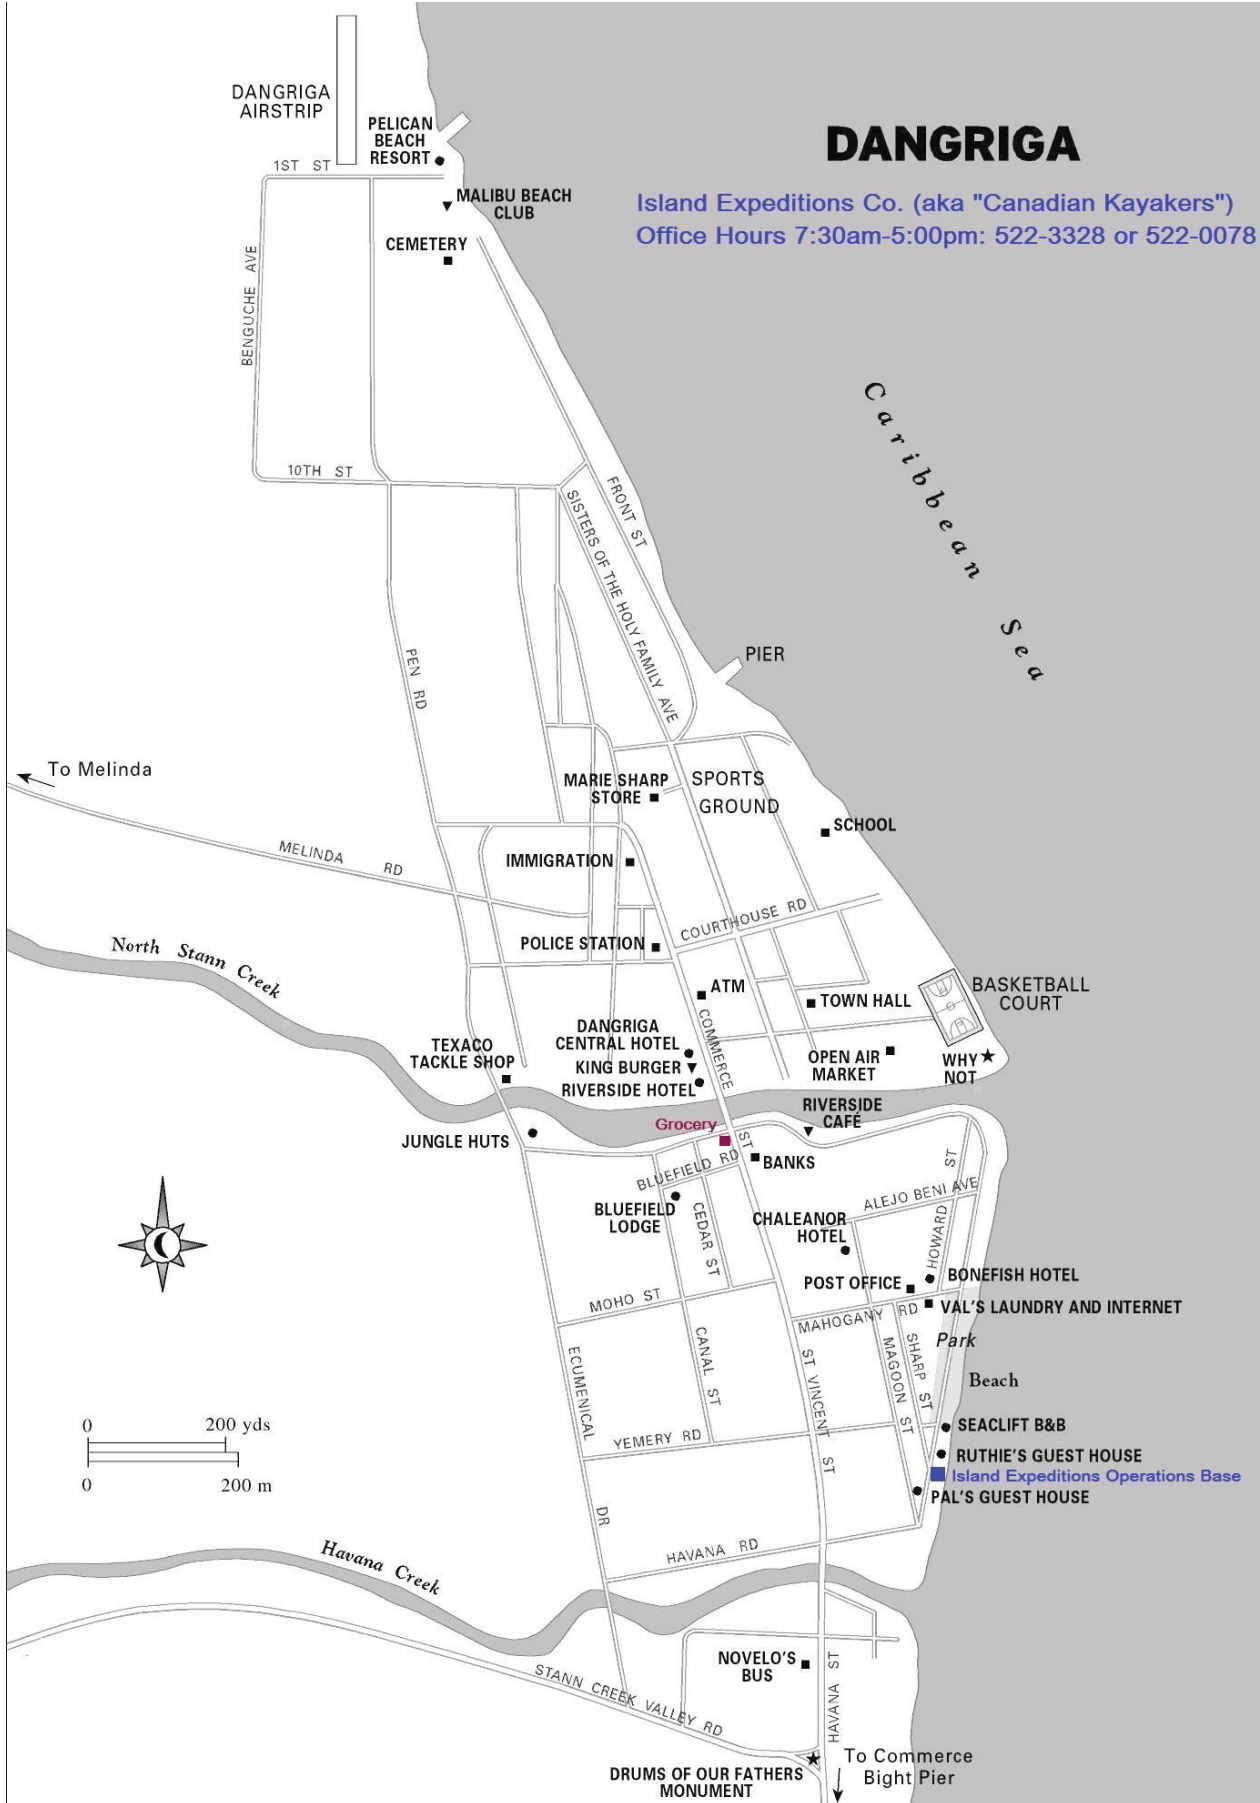 DANGRIGA
AIRSTRIP
PELICAN
BEACH
RESORT
DANGRIGA
1ST ST
MALIBU BEACH
CLUB
Island Expeditions Co. (aka "Canadian Kayakers")
Office Hours 7:30am-5:00pm: 522-3328 or 522-0078
CEMETERY
BENGUCHE AVE
Caribbean Sea
10TH ST
FRONT ST
SISTERS OF THE HOLY FAMILY AVE
PEN RD
PIER
To Melinda
MARIE SHARP
STORE
SPORTS
GROUND
SCHOOL
MELINDA RD
IMMIGRATION
COURTHOUSE RD
POLICE STATION
North Stann Creek
ATM
TOWN HALL
BASKETBALL
COURT
COMMERCE ST
DANGRIGA
CENTRAL HOTEL
KING BURGER
RIVERSIDE HOTEL
TEXACO
TACKLE SHOP
OPEN AIR
MARKET
WHY
NOT
RIVERSIDE
CAFÉ
Grocery
JUNGLE HUTS
BANKS
BLUEFIELD RD
BLUEFIELD
LODGE
CEDAR ST
ALEJO BENI AVE
HOWARD ST
CHALEANOR
HOTEL
POST OFFICE
BONEFISH HOTEL
VAL'S LAUNDRY AND INTERNET
MOHO ST
MAHOGANY RD
Park
Beach
CANAL ST
ECUMENICAL DR
ST VINCENT ST
MAGOON ST
SHARP ST
0 200 yds
0 200 m
SEACLIFT B&B
YEMERY RD
RUTHIE'S GUEST HOUSE
Island Expeditions Operations Base
PAL'S GUEST HOUSE
HAVANA RD
Havana Creek
NOVELO'S
BUS
HAVANA ST
STANN CREEK VALLEY RD
DRUMS OF OUR FATHERS
MONUMENT
To Commerce
Bight Pier